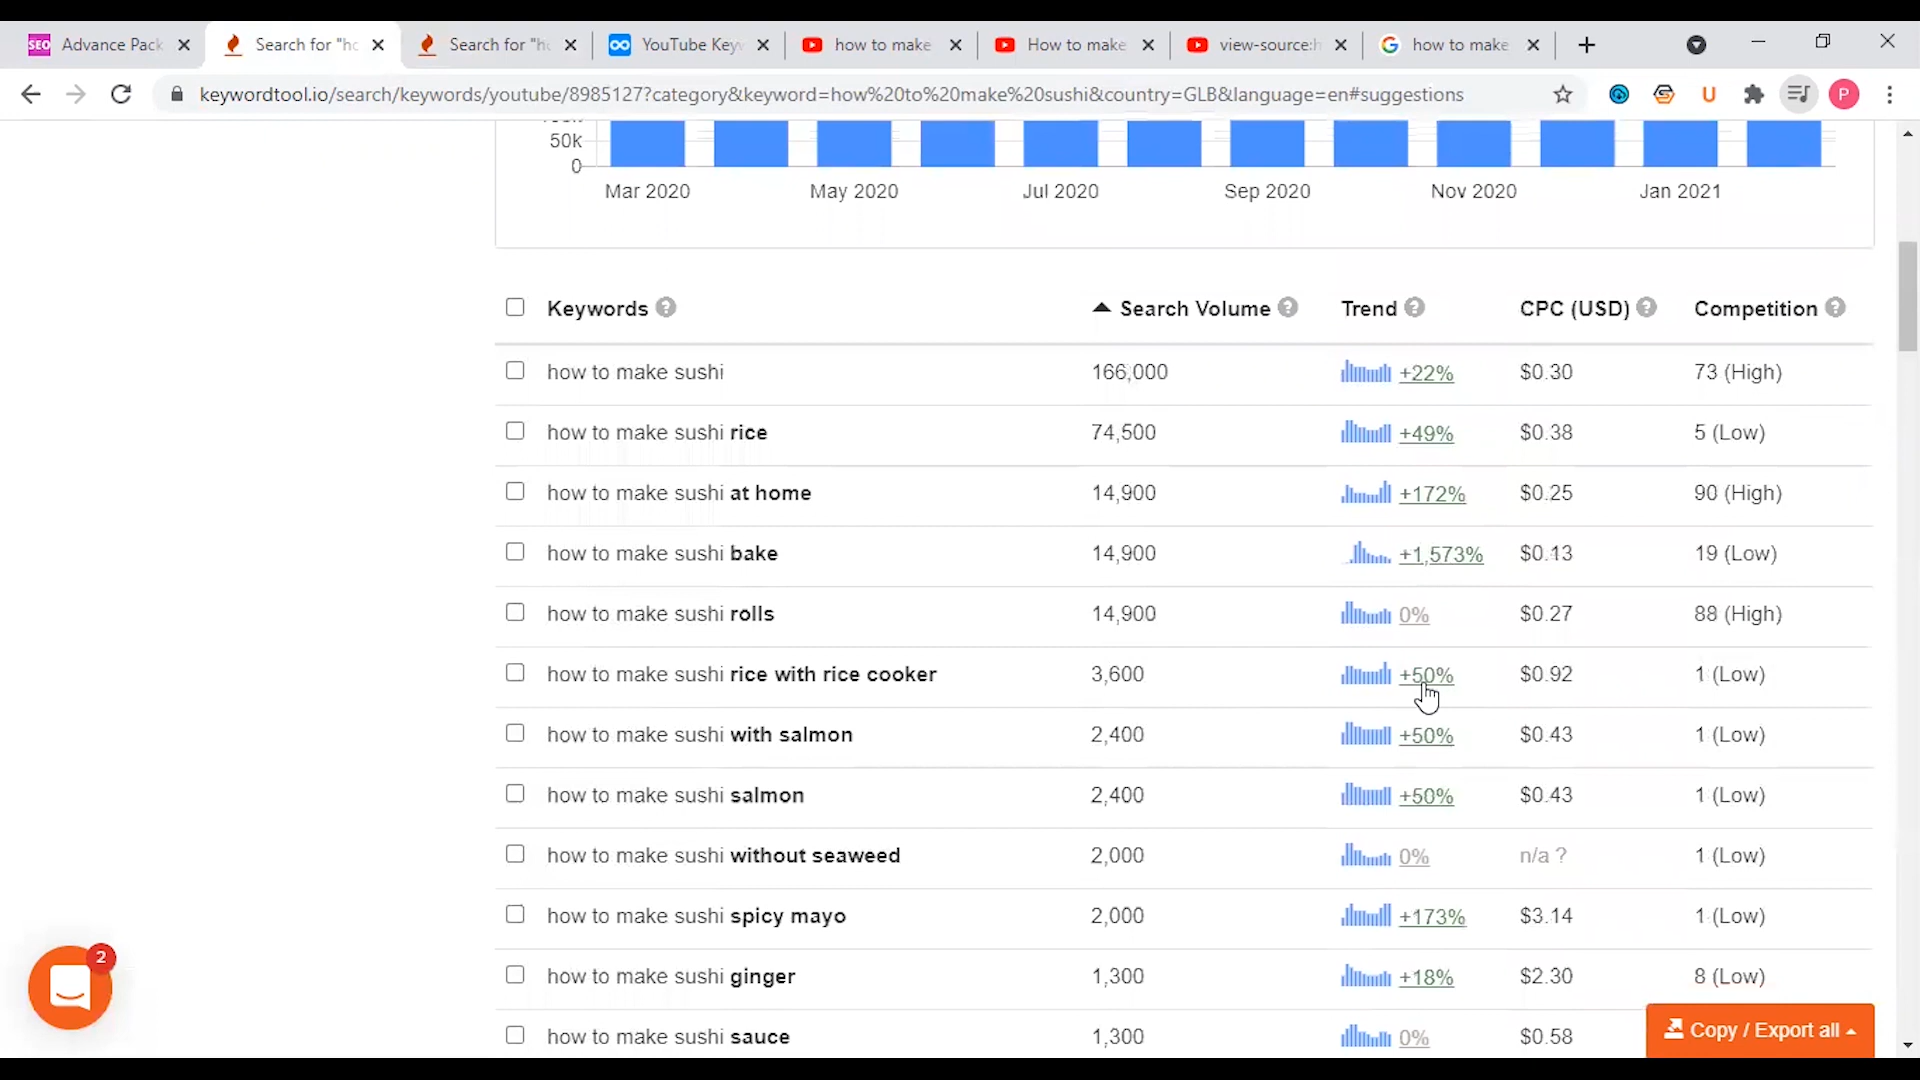 SEO Advance Pack
Search for "ho
Search for "ho
YouTube Keyw
how to make
How to make
view-source:h
how to make
keywordtool.io/search/keywords/youtube/8985127?category&keyword=how%20to%20make%20sushi&country=GLB&language=en#suggestions
U
P
50k
0
Mar 2020 May 2020 Jul 2020 Sep 2020 Nov 2020 Jan 2021
Keywords ? Search Volume ? Trend ? CPC (USD) ? Competition ?
how to make sushi 166,000 +22% $0.30 73 (High)
how to make sushi rice 74,500 +49% $0.38 5 (Low)
how to make sushi at home 14,900 +172% $0.25 90 (High)
how to make sushi bake 14,900 +1,573% $0.13 19 (Low)
how to make sushi rolls 14,900 0% $0.27 88 (High)
how to make sushi rice with rice cooker 3,600 +50% $0.92 1 (Low)
how to make sushi with salmon 2,400 +50% $0.43 1 (Low)
how to make sushi salmon 2,400 +50% $0.43 1 (Low)
how to make sushi without seaweed 2,000 0% n/a ? 1 (Low)
how to make sushi spicy mayo 2,000 +173% $3.14 1 (Low)
how to make sushi ginger 1,300 +18% $2.30 8 (Low)
how to make sushi sauce 1,300 0% $0.58
2
Copy / Export all